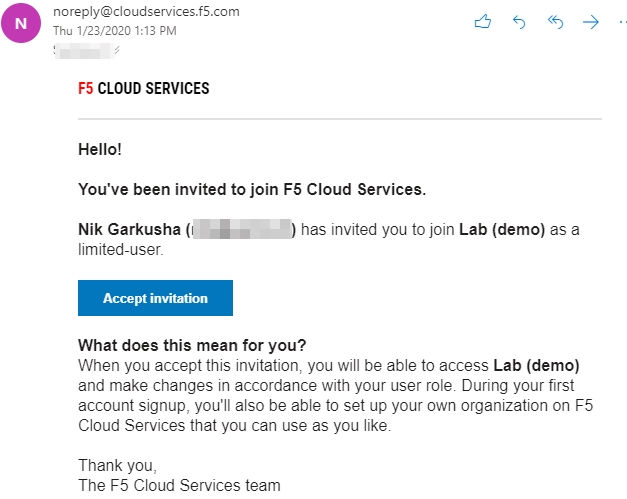 N
noreply@cloudservices.f5.com
Thu 1/23/2020 1:13 PM
F5 CLOUD SERVICES
Hello!
You've been invited to join F5 Cloud Services.
Nik Garkusha ( ) has invited you to join Lab (demo) as a
limited-user.
Accept invitation
What does this mean for you?
When you accept this invitation, you will be able to access Lab (demo)
and make changes in accordance with your user role. During your first
account signup, you'll also be able to set up your own organization on F5
Cloud Services that you can use as you like.
Thank you,
The F5 Cloud Services team